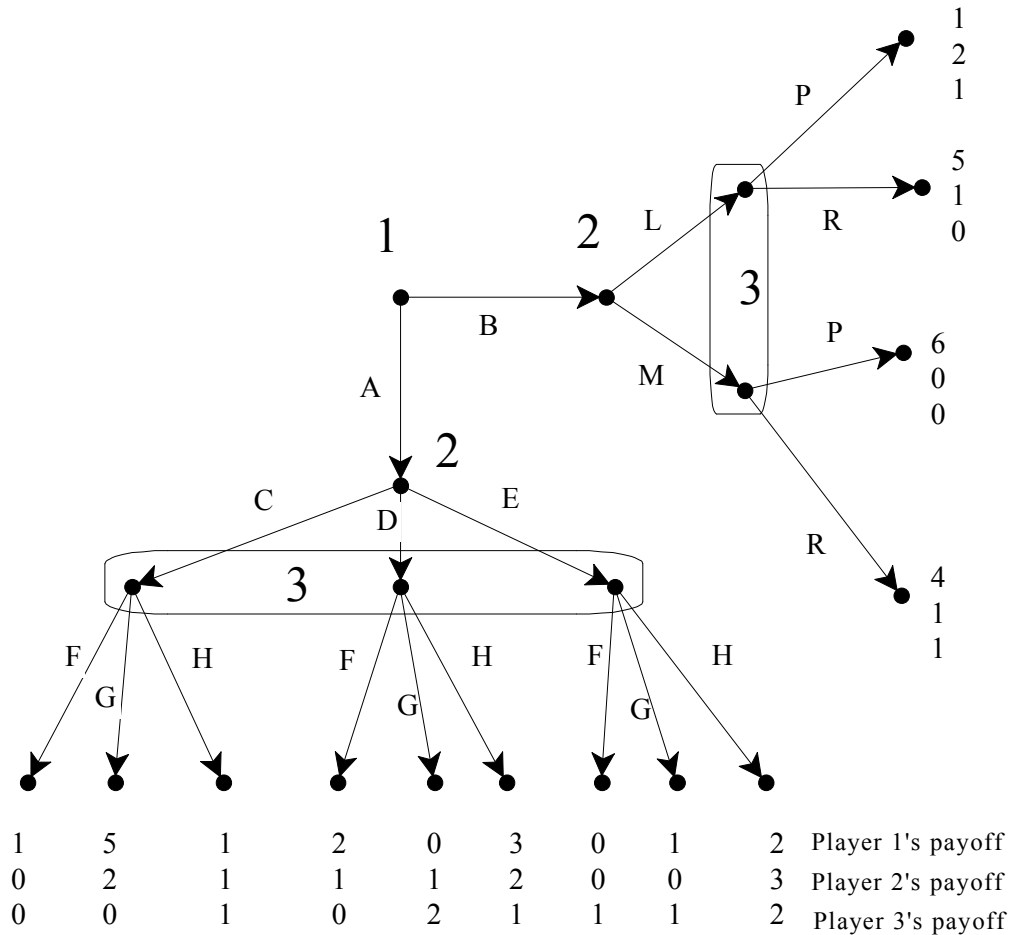 1
2
1
P
5
1
0
R
L
1
2
3
B
P
6
0
0
M
A
2
C
D
E
R
3
4
1
1
F
G
H
F
G
H
F
G
H
1 5 1 2 0 3 0 1 2 Player 1's payoff
0 2 1 1 1 2 0 0 3 Player 2's payoff
0 0 1 0 2 1 1 1 2 Player 3's payoff